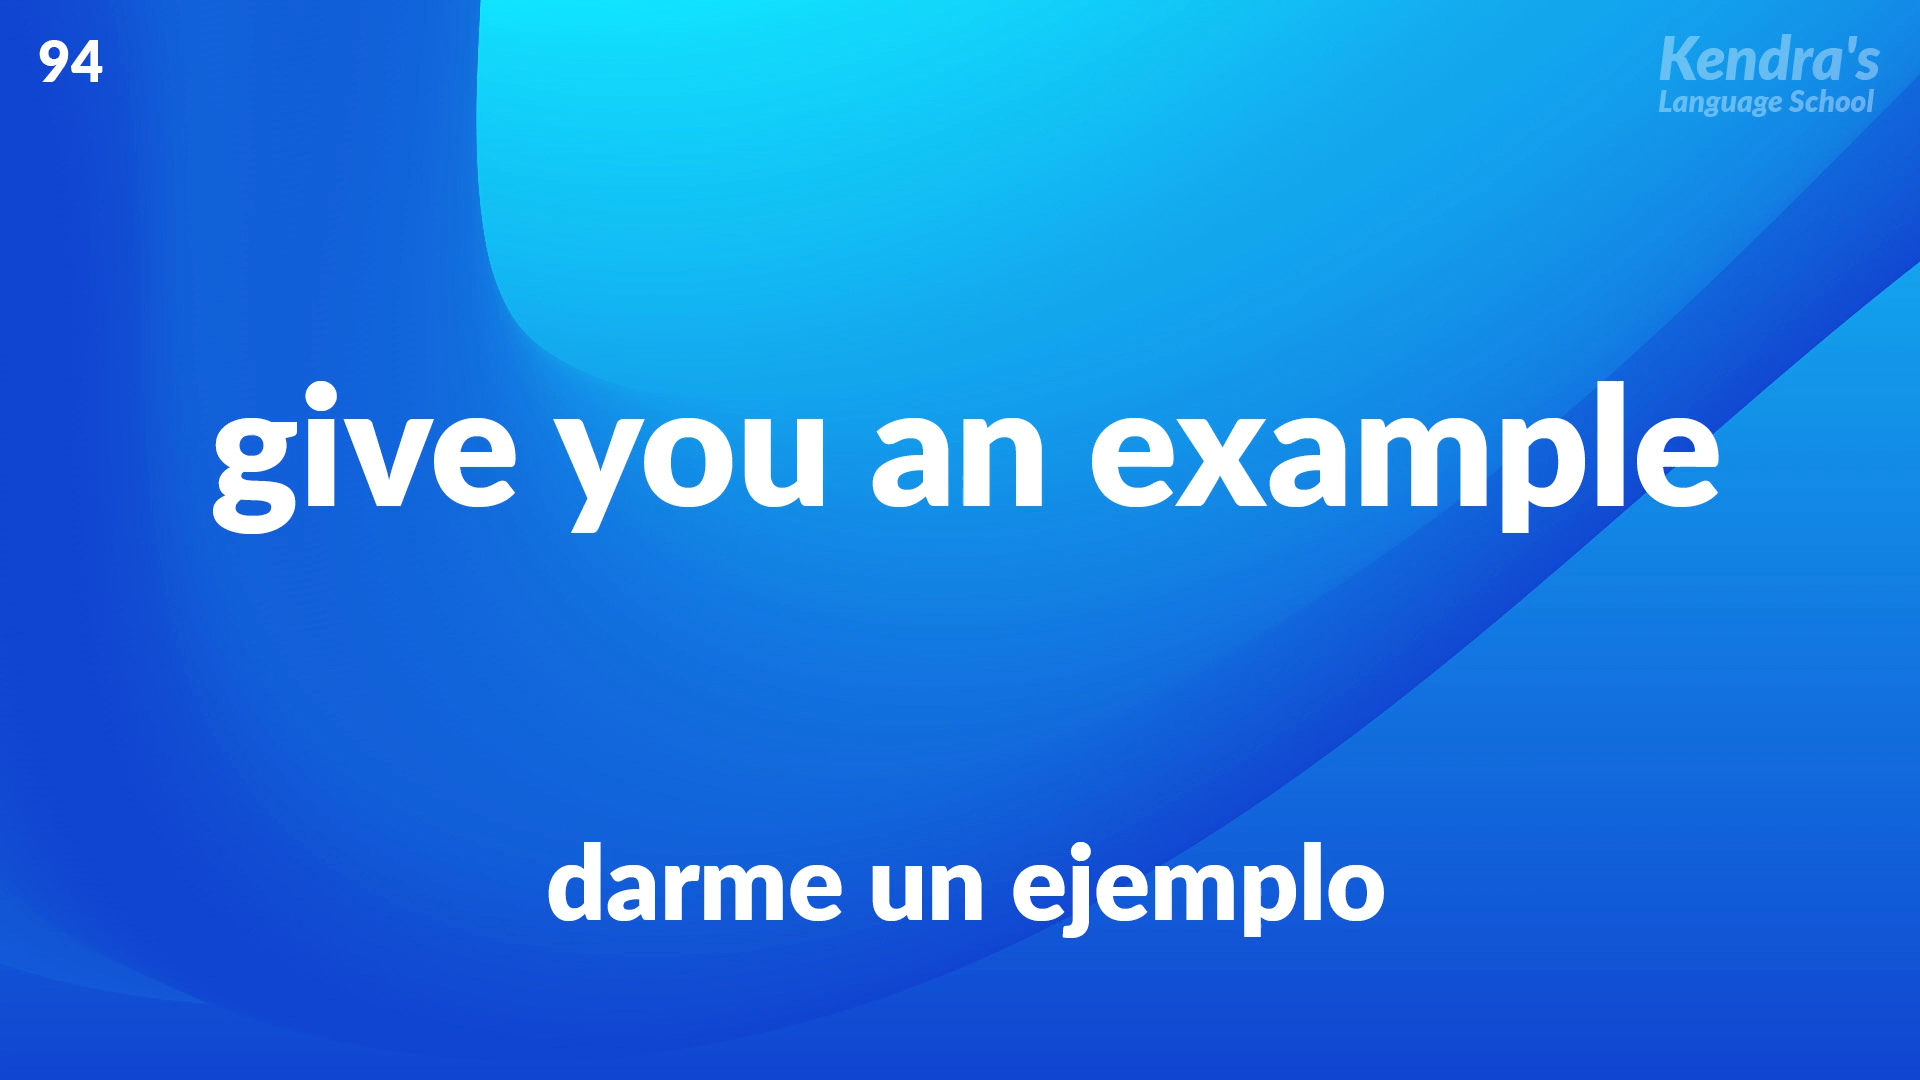 94
Kendra's
Language School
give you an example
darme un ejemplo